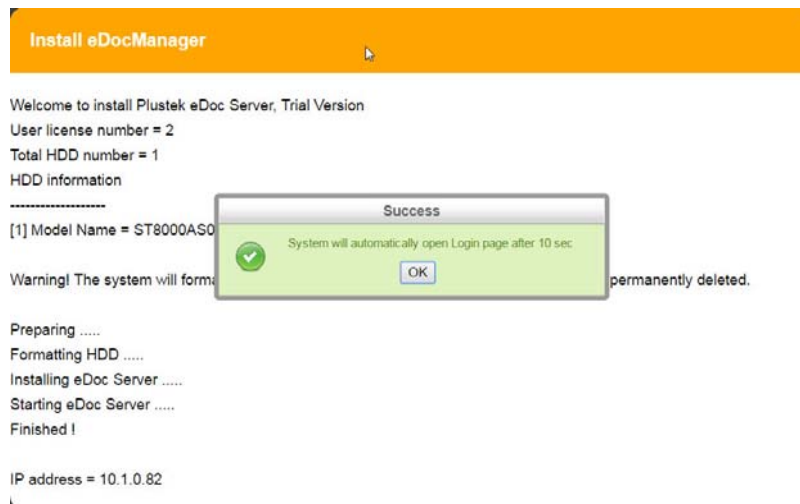 Install eDocManager
Welcome to install Plustek eDoc Server, Trial Version
User license number = 2
Total HDD number = 1
HDD information
-------------------
[1] Model Name = ST8000AS0
Success
System will automatically open Login page after 10 sec
OK
Warning! The system will forma
permanently deleted.
Preparing .....
Formatting HDD .....
Installing eDoc Server .....
Starting eDoc Server .....
Finished !
IP address = 10.1.0.82